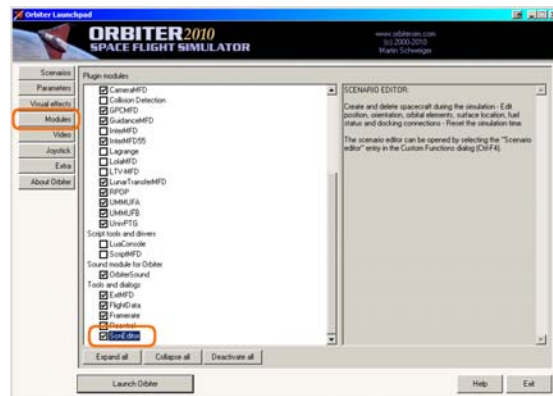 Orbiter Launchpad
ORBITER2010
SPACE FLIGHT SIMULATOR
www.orbitersim.com
(c) 2000-2010
Martin Schweiger
Scenarios
Parameters
Visual effects
Modules
Video
Joystick
Extra
About Orbiter
Plugin modules
CameraMFD
Collision Detection
GPCMFD
GuidanceMFD
InterMFD
InterMFD55
Lagrange
LolaMFD
LTV-MFD
LunarTransferMFD
RPOP
UMMUFA
UMMUFB
UnivPTG
Script tools and drivers
LuaConsole
ScriptMFD
Sound module for Orbiter
OrbiterSound
Tools and dialogs
ExtMFD
FlightData
Framerate
ScnEditor
Expand all
Collapse all
Deactivate all
SCENARIO EDITOR:
Create and delete spacecraft during the simulation - Edit
position, orientation, orbital elements, surface location, fuel
status and docking connections - Reset the simulation time.
The scenario editor can be opened by selecting the "Scenario
editor" entry in the Custom Functions dialog (Ctrl-F4).
Launch Orbiter
Help
Exit